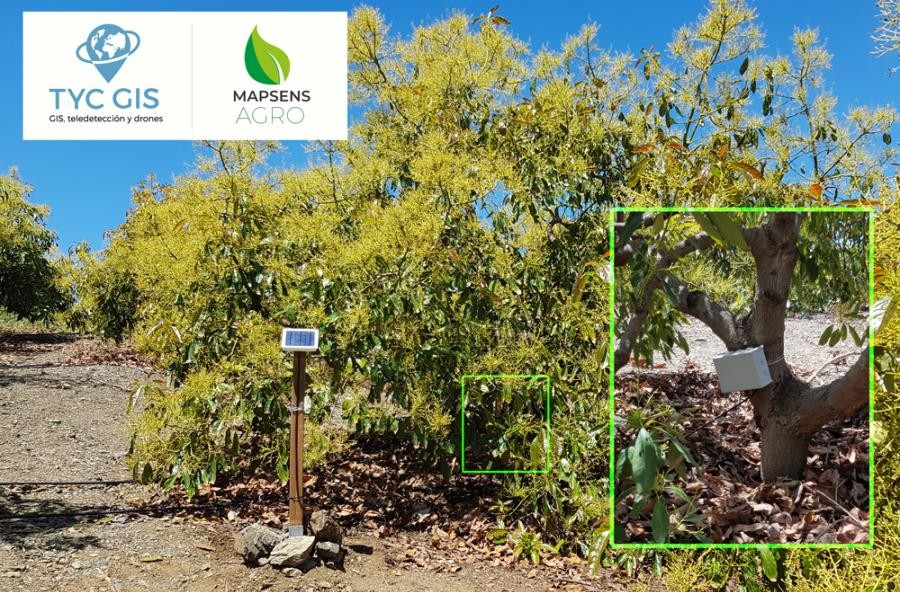 TYC GIS
GIS, teledetección y drones
MAPSENS
AGRO